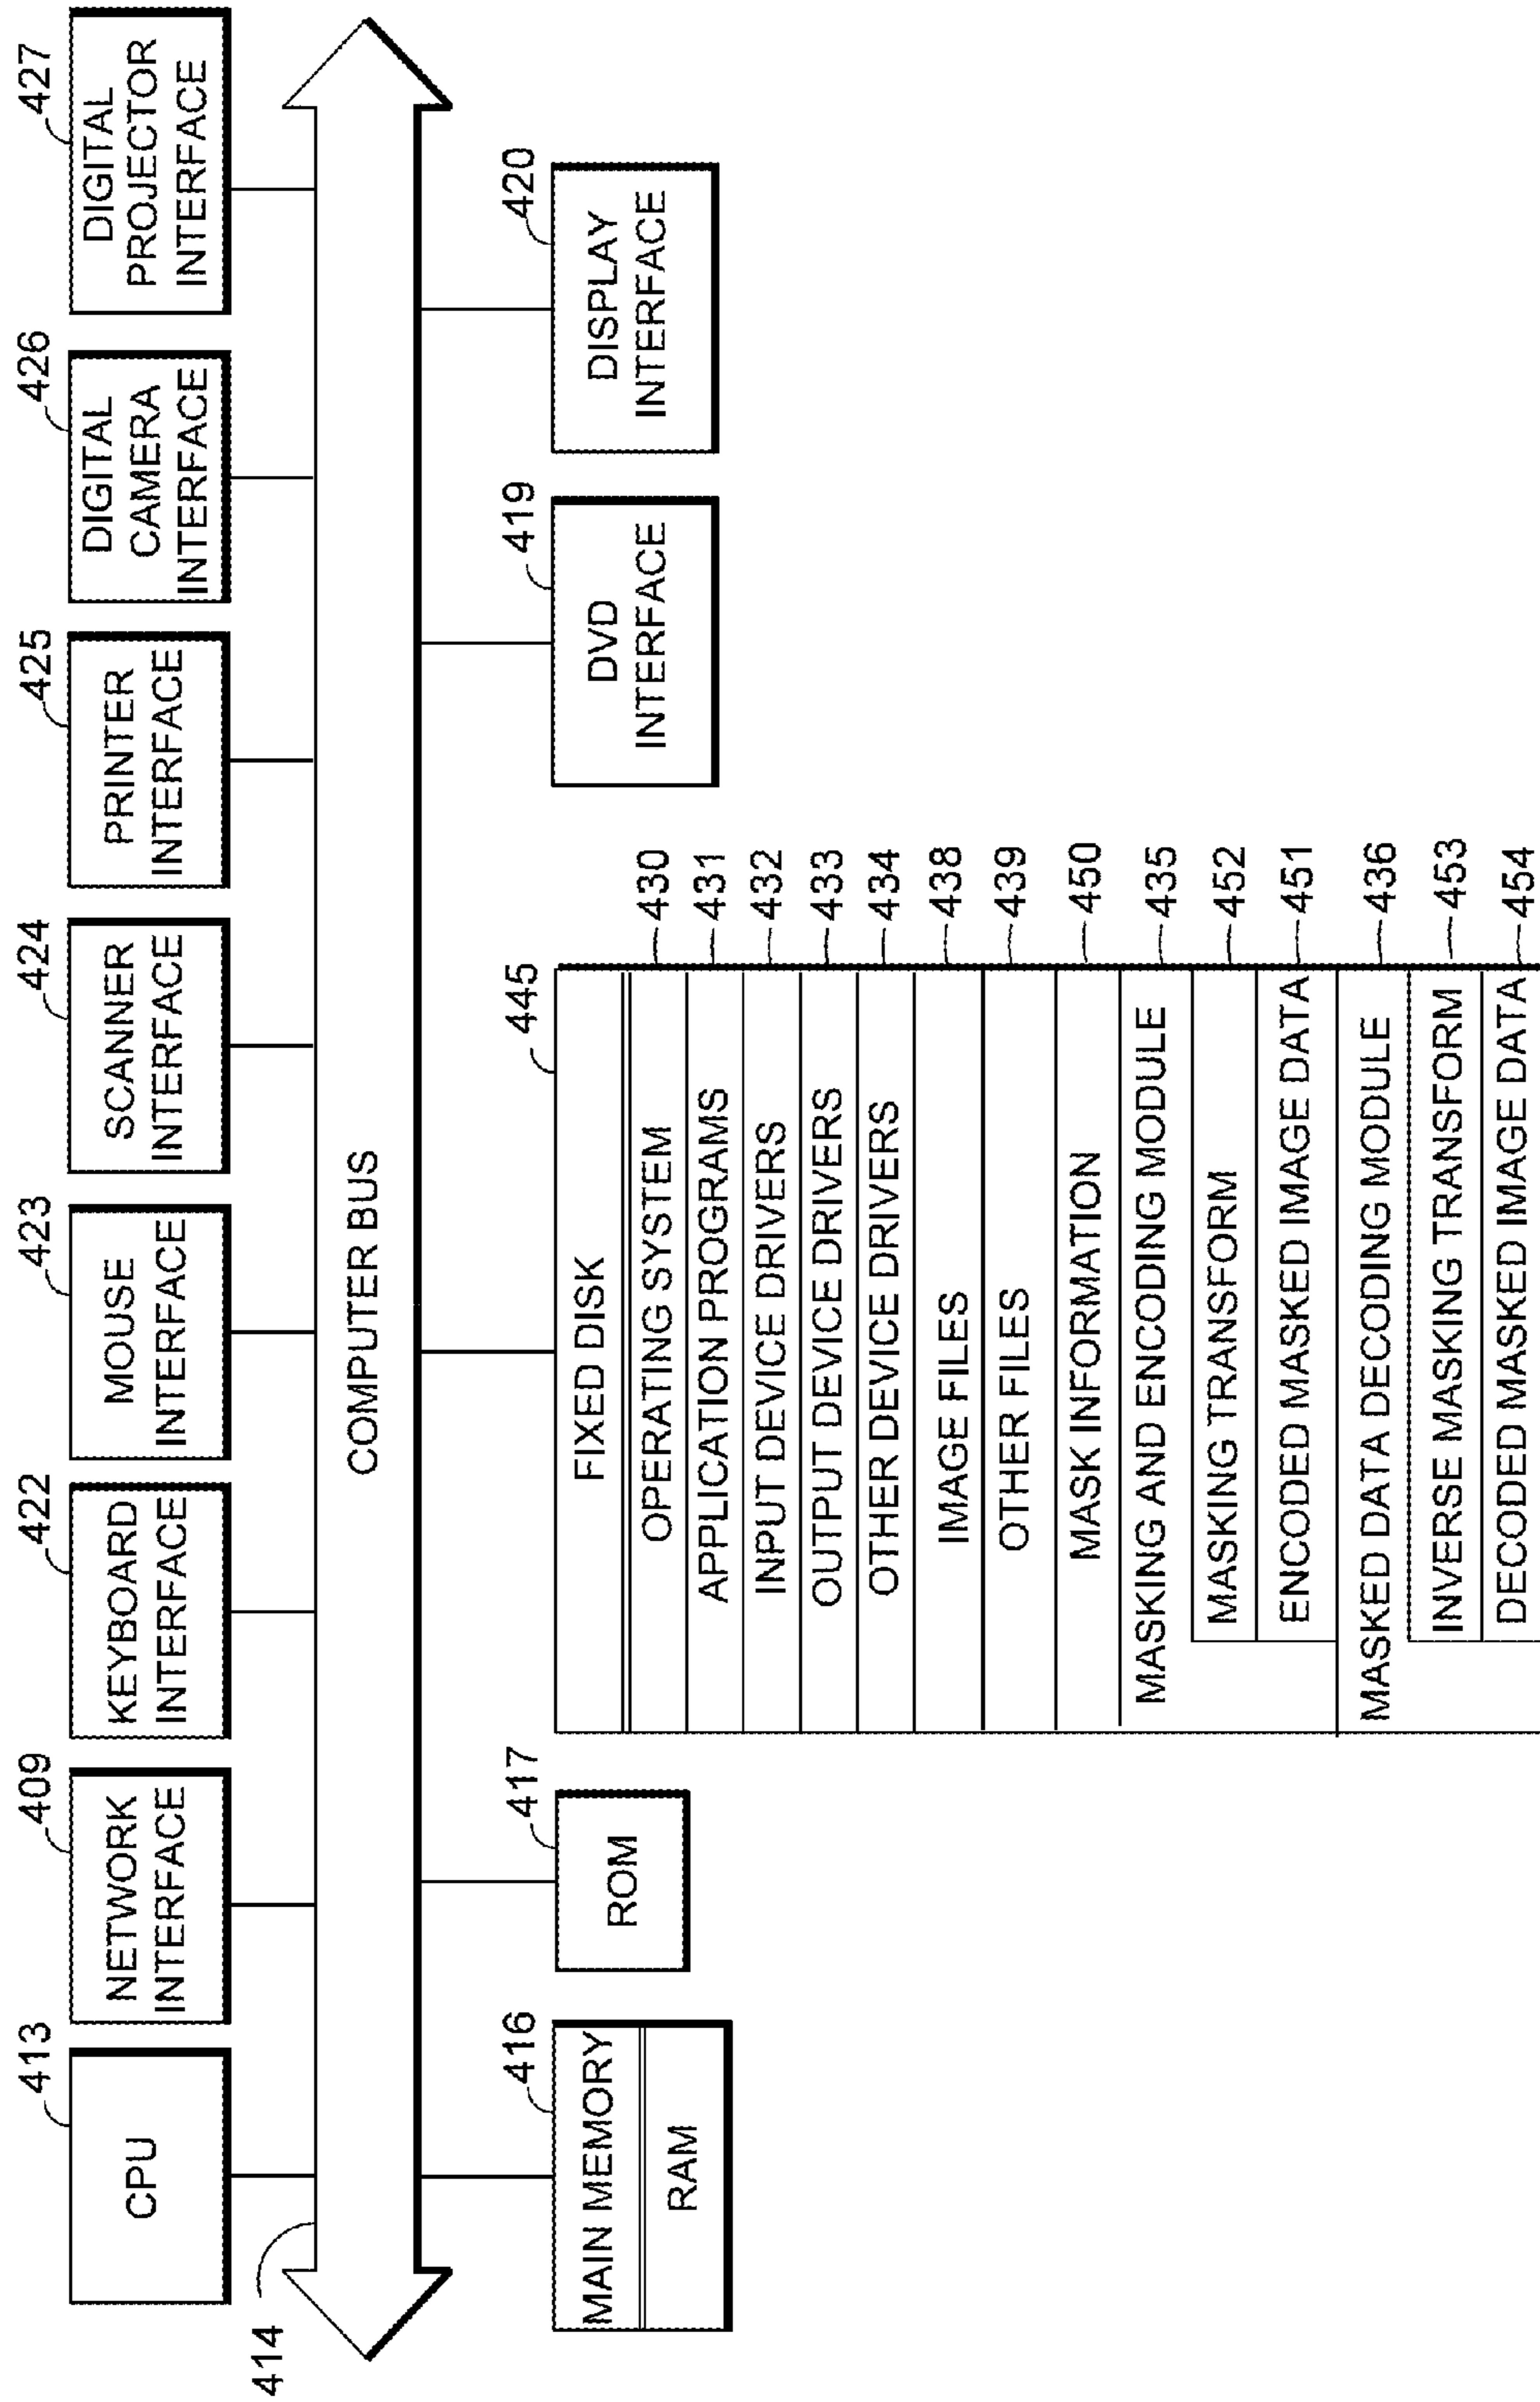 413
409
422
423
424
425
426
427
CPU
NETWORK
INTERFACE
KEYBOARD
INTERFACE
MOUSE
INTERFACE
SCANNER
INTERFACE
PRINTER
INTERFACE
DIGITAL
CAMERA
INTERFACE
DIGITAL
PROJECTOR
INTERFACE
414
COMPUTER BUS
416
MAIN MEMORY
RAM
417
ROM
445
FIXED DISK
OPERATING SYSTEM 430
APPLICATION PROGRAMS 431
INPUT DEVICE DRIVERS 432
OUTPUT DEVICE DRIVERS 433
OTHER DEVICE DRIVERS 434
IMAGE FILES 438
OTHER FILES 439
MASK INFORMATION 450
MASKING AND ENCODING MODULE 435
MASKING TRANSFORM 452
ENCODED MASKED IMAGE DATA 451
MASKED DATA DECODING MODULE 436
INVERSE MASKING TRANSFORM 453
DECODED MASKED IMAGE DATA 454
419
DVD
INTERFACE
420
DISPLAY
INTERFACE